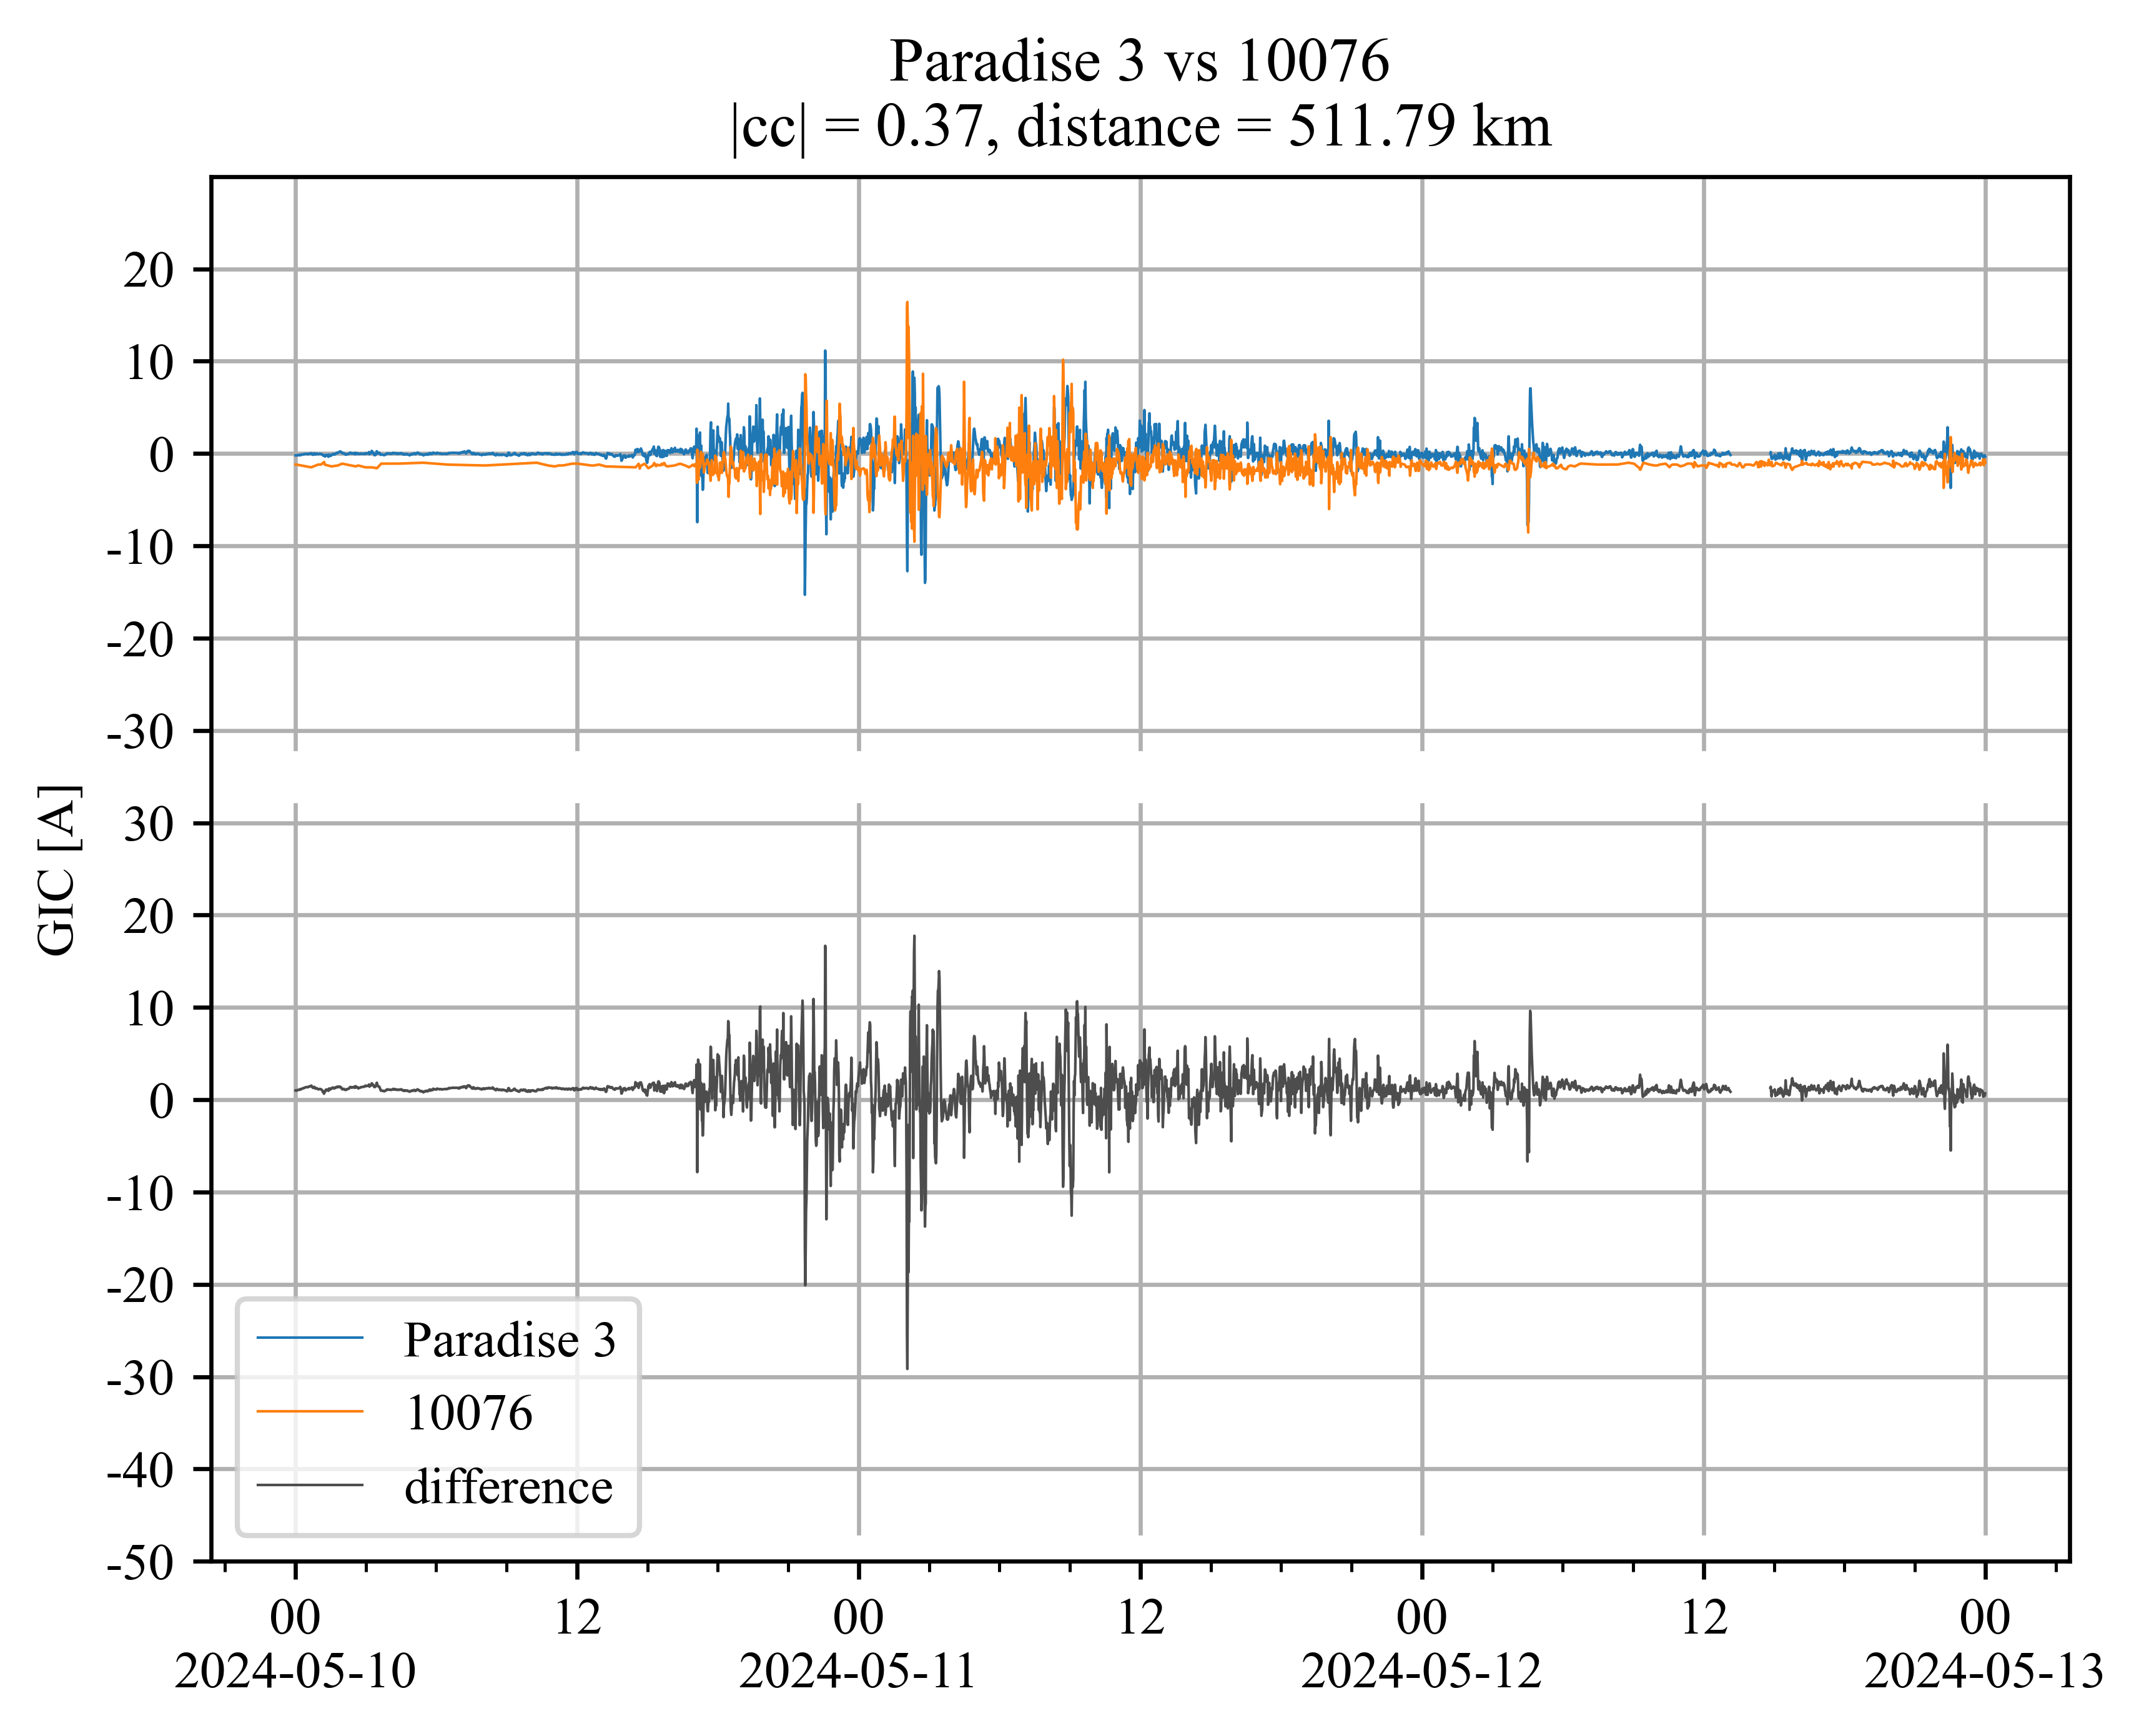 Paradise 3 vs 10076
|cc| = 0.37, distance = 511.79 km
GIC [A]
20
10
0
-10
-20
-30
30
20
10
0
-10
-20
-30
-40
-50
Paradise 3
10076
difference
00 12 00 12 00 12 00
2024-05-10 2024-05-11 2024-05-12 2024-05-13